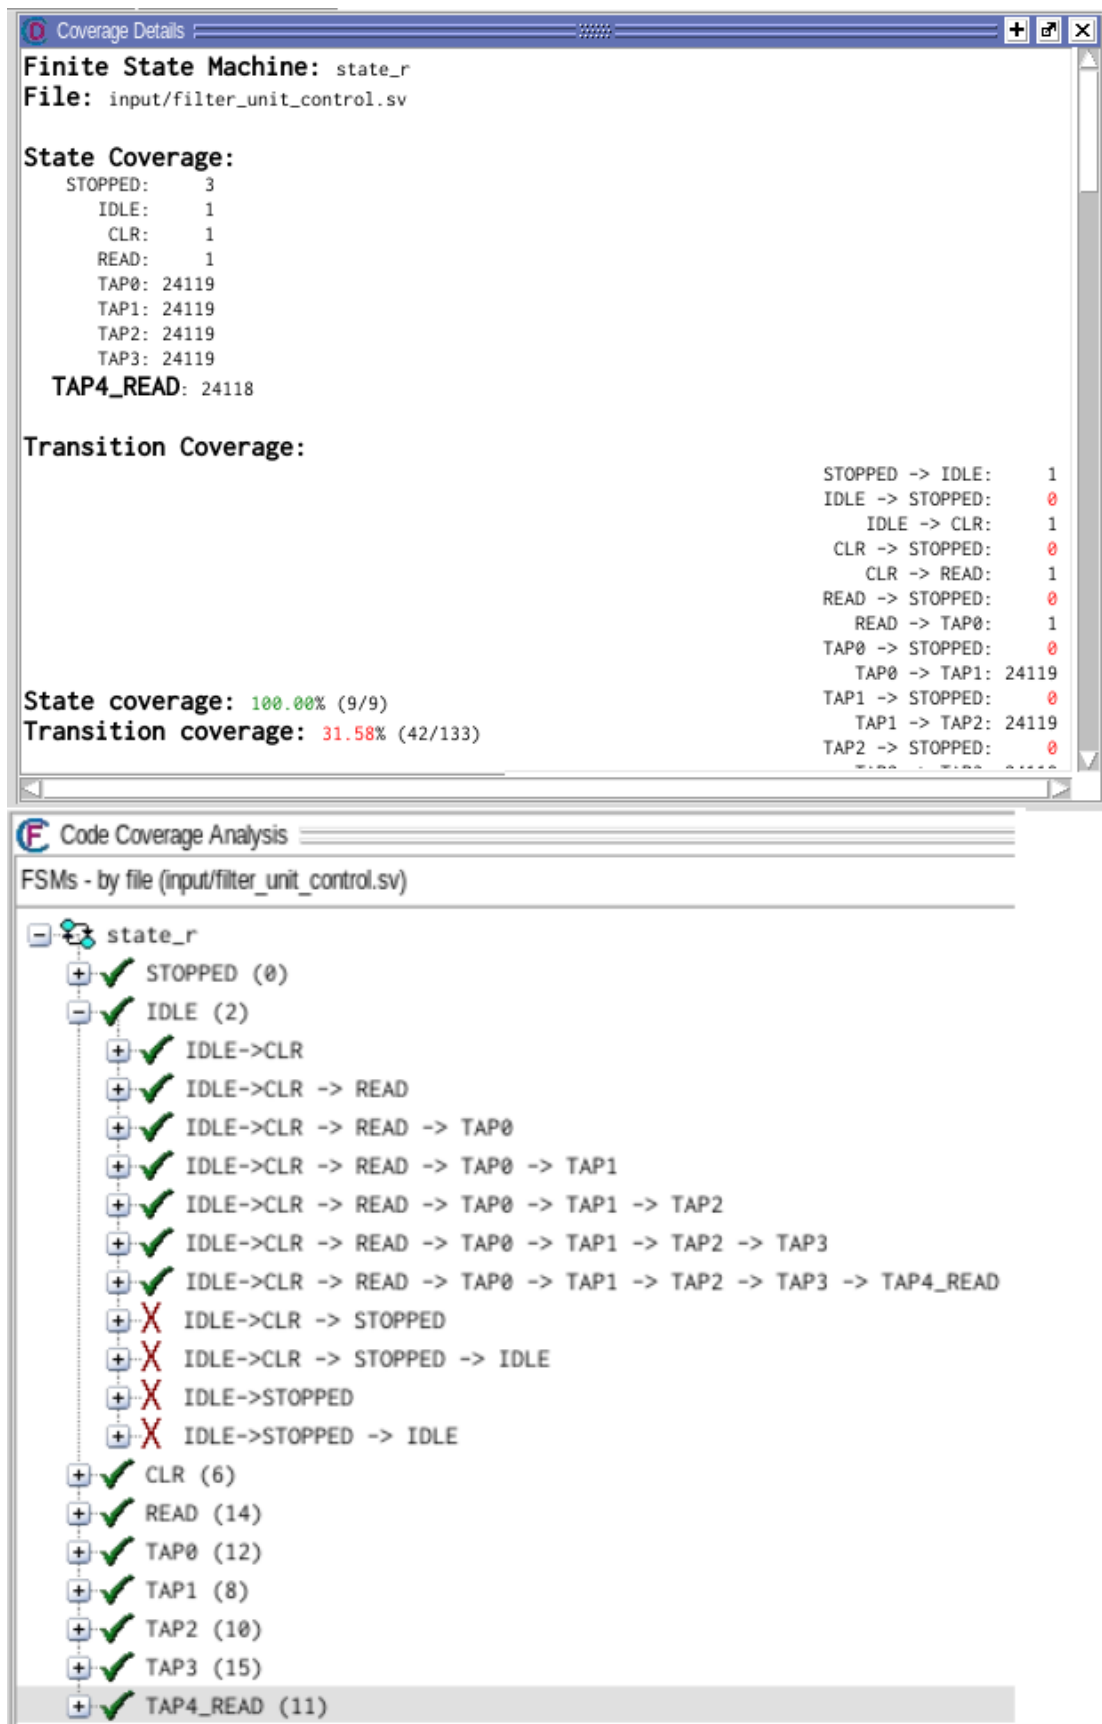 Coverage Details
Finite State Machine: state_r
File: input/filter_unit_control.sv
State Coverage:
STOPPED: 3
IDLE: 1
CLR: 1
READ: 1
TAP0: 24119
TAP1: 24119
TAP2: 24119
TAP3: 24119
TAP4_READ: 24118
Transition Coverage:
STOPPED -> IDLE: 1
IDLE -> STOPPED: 0
IDLE -> CLR: 1
CLR -> STOPPED: 0
CLR -> READ: 1
READ -> STOPPED: 0
READ -> TAP0: 1
TAP0 -> STOPPED: 0
TAP0 -> TAP1: 24119
TAP1 -> STOPPED: 0
TAP1 -> TAP2: 24119
TAP2 -> STOPPED: 0
State coverage: 100.00% (9/9)
Transition coverage: 31.58% (42/133)
Code Coverage Analysis
FSMs - by file (input/filter_unit_control.sv)
state_r
STOPPED (0)
IDLE (2)
IDLE->CLR
IDLE->CLR -> READ
IDLE->CLR -> READ -> TAP0
IDLE->CLR -> READ -> TAP0 -> TAP1
IDLE->CLR -> READ -> TAP0 -> TAP1 -> TAP2
IDLE->CLR -> READ -> TAP0 -> TAP1 -> TAP2 -> TAP3
IDLE->CLR -> READ -> TAP0 -> TAP1 -> TAP2 -> TAP3 -> TAP4_READ
IDLE->CLR -> STOPPED
IDLE->CLR -> STOPPED -> IDLE
IDLE->STOPPED
IDLE->STOPPED -> IDLE
CLR (6)
READ (14)
TAP0 (12)
TAP1 (8)
TAP2 (10)
TAP3 (15)
TAP4_READ (11)